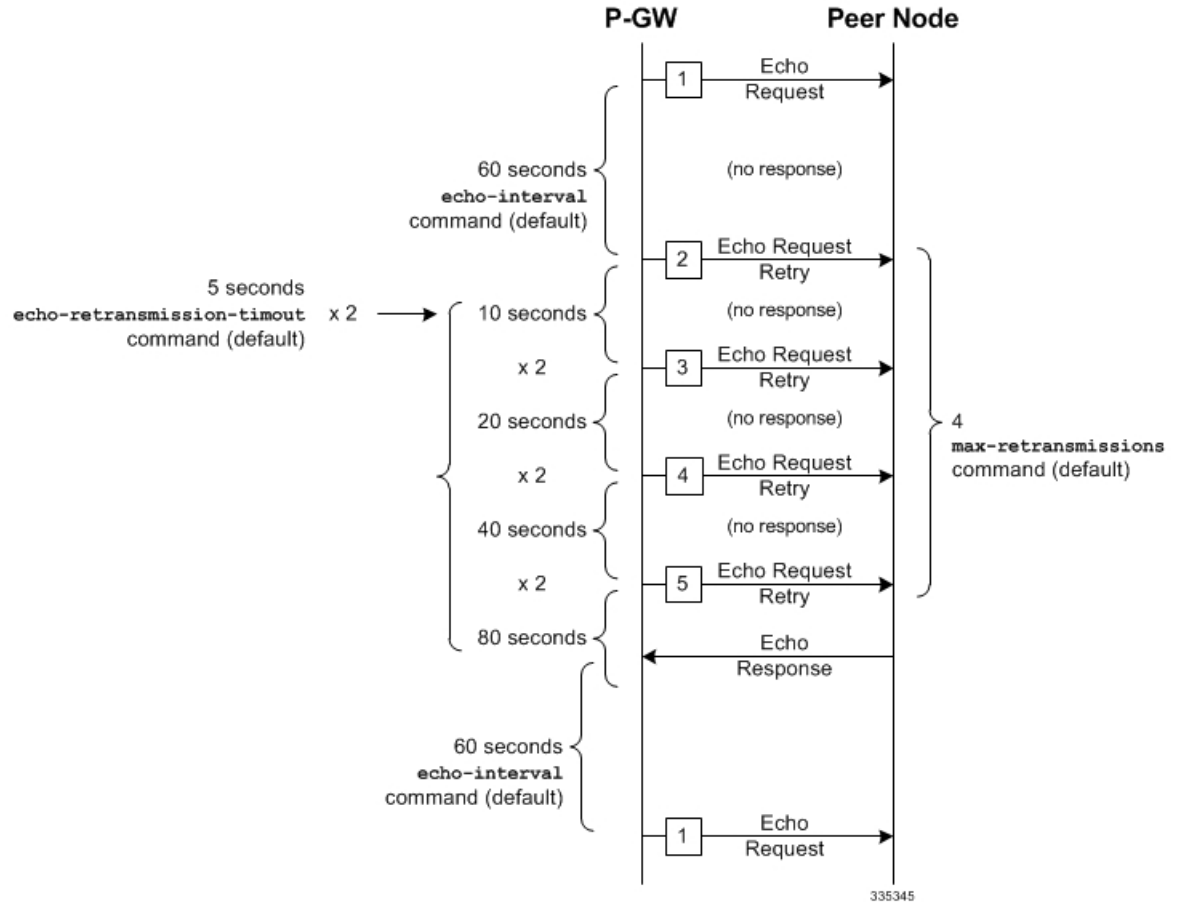 P-GW
Peer Node
1
Echo
Request
60 seconds
echo-interval
command (default)
(no response)
2
Echo Request
Retry
5 seconds
echo-retransmission-timout
command (default)
x 2
10 seconds
(no response)
x 2
3
Echo Request
Retry
20 seconds
(no response)
4
max-retransmissions
command (default)
x 2
4
Echo Request
Retry
40 seconds
(no response)
x 2
5
Echo Request
Retry
80 seconds
Echo
Response
60 seconds
echo-interval
command (default)
1
Echo
Request
335345